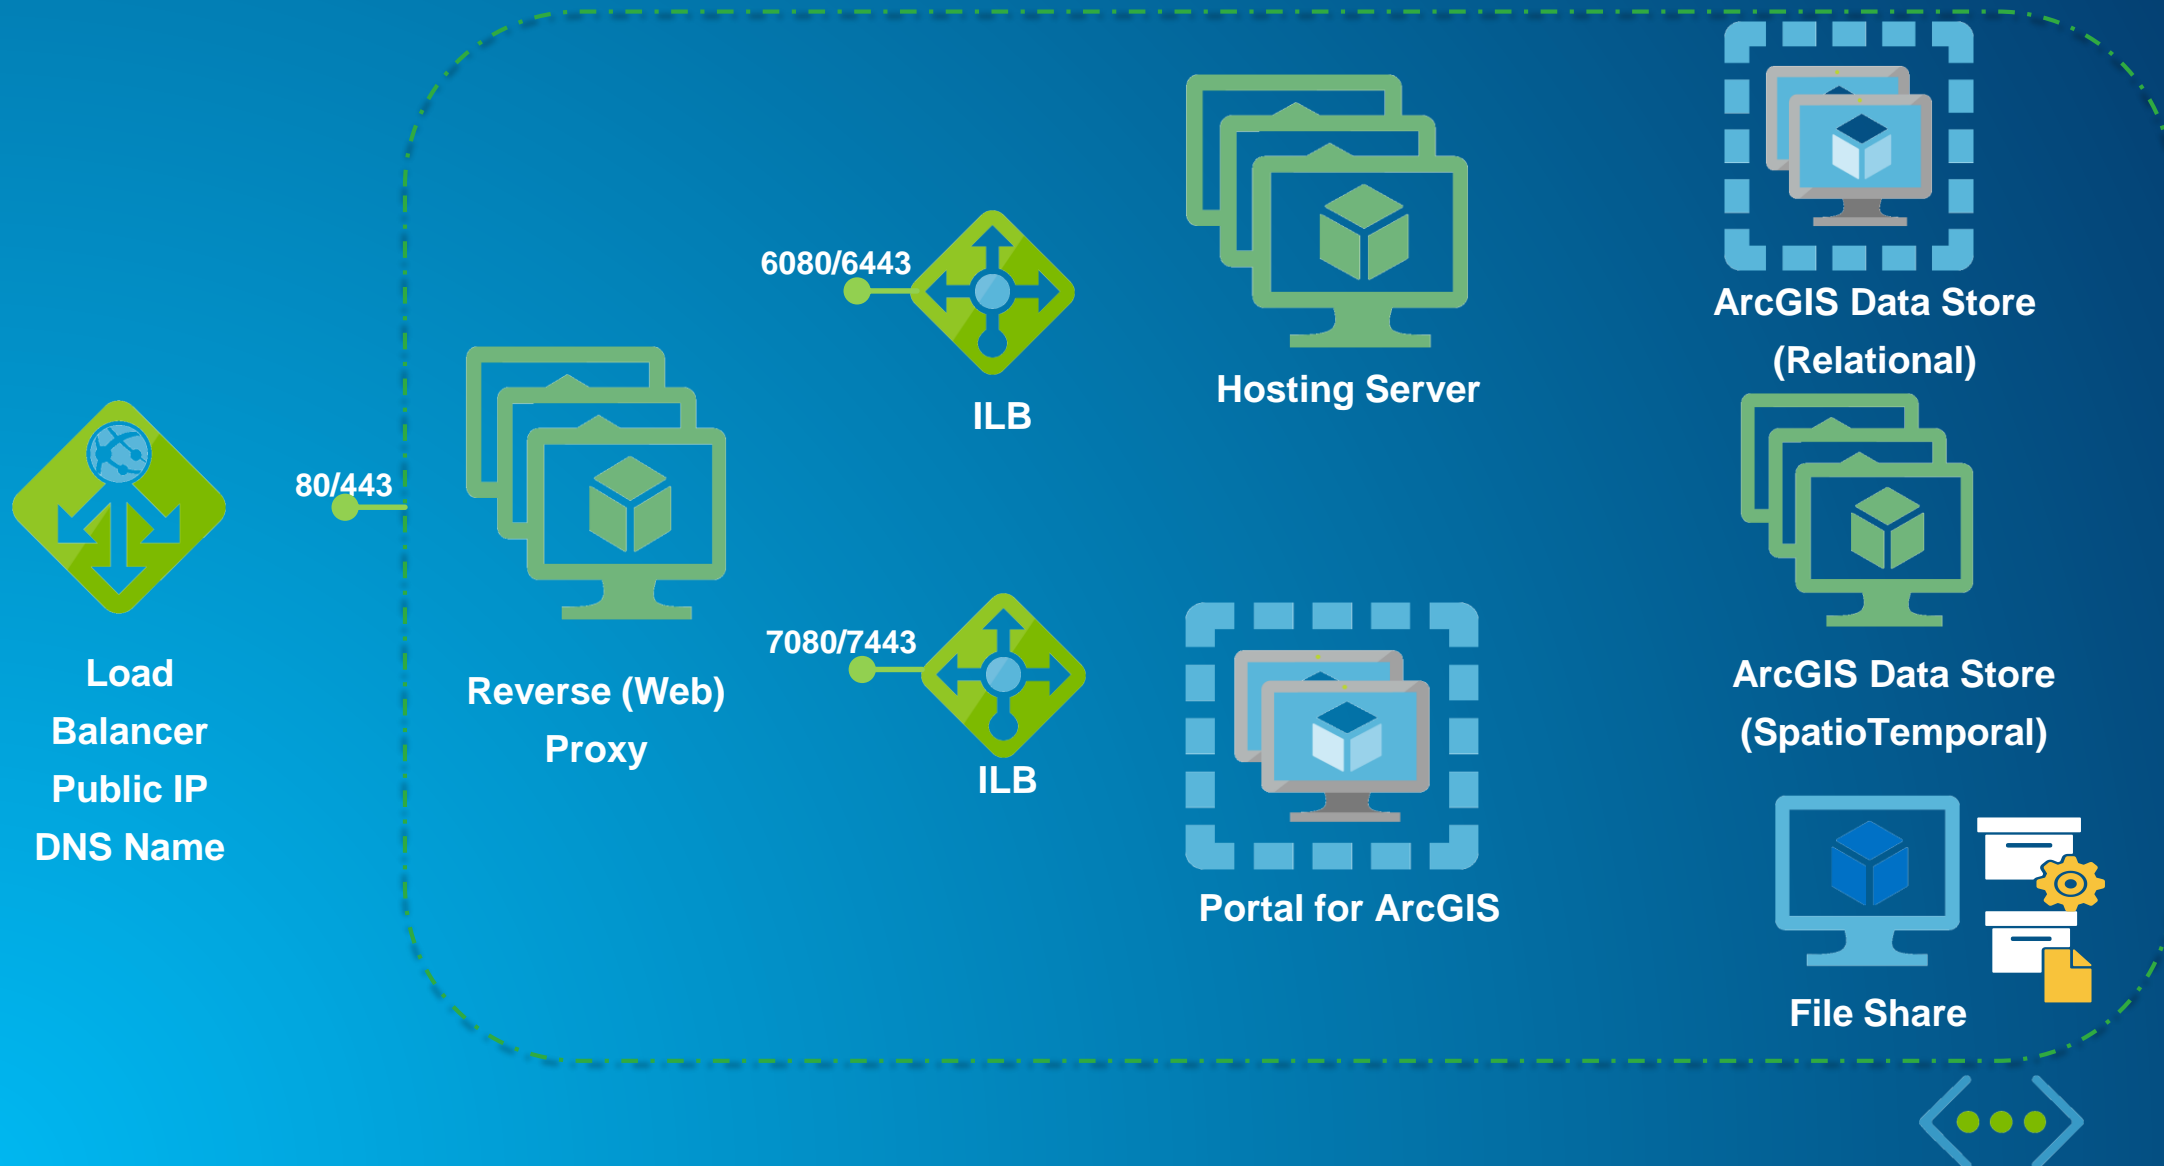 80/443
Load
Balancer
Public IP
DNS Name
Reverse (Web)
Proxy
6080/6443
ILB
7080/7443
ILB
Hosting Server
Portal for ArcGIS
ArcGIS Data Store
(Relational)
ArcGIS Data Store
(SpatioTemporal)
File Share